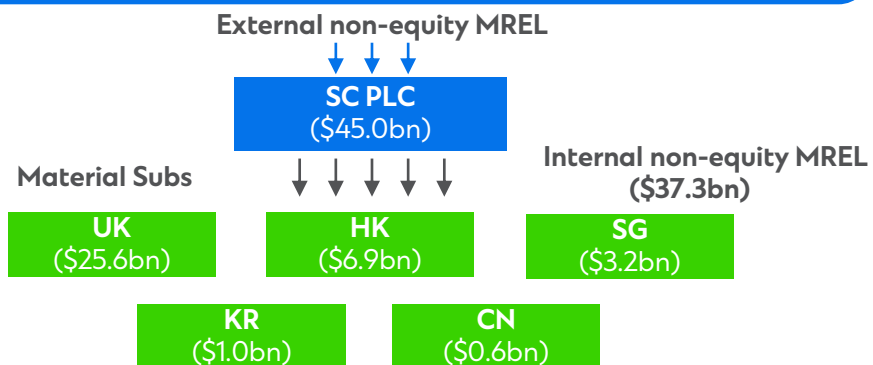 External non-equity MREL
SC PLC
($45.0bn)
Internal non-equity MREL
($37.3bn)
Material Subs
UK
($25.6bn)
HK
($6.9bn)
SG
($3.2bn)
KR
($1.0bn)
CN
($0.6bn)